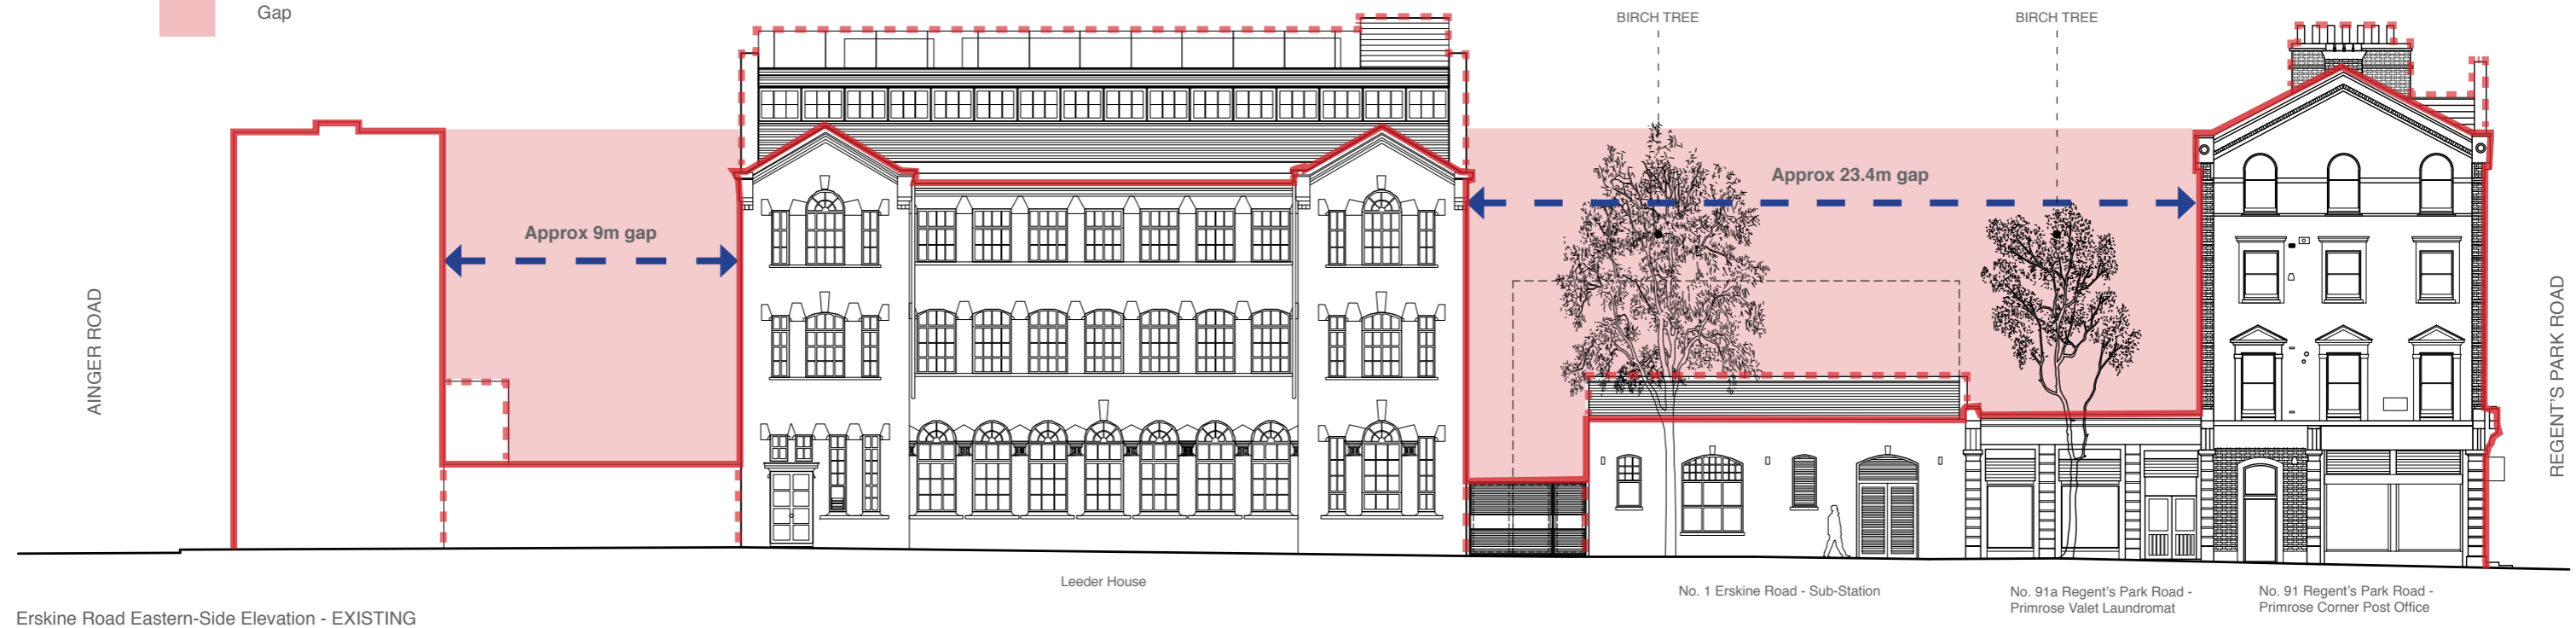 Gap
BIRCH TREE
BIRCH TREE
Approx 23.4m gap
Approx 9m gap
AINGER ROAD
REGENT'S PARK ROAD
Leeder House
No. 1 Erskine Road - Sub-Station
No. 91a Regent's Park Road -
Primrose Valet Laundromat
No. 91 Regent's Park Road -
Primrose Corner Post Office
Erskine Road Eastern-Side Elevation - EXISTING